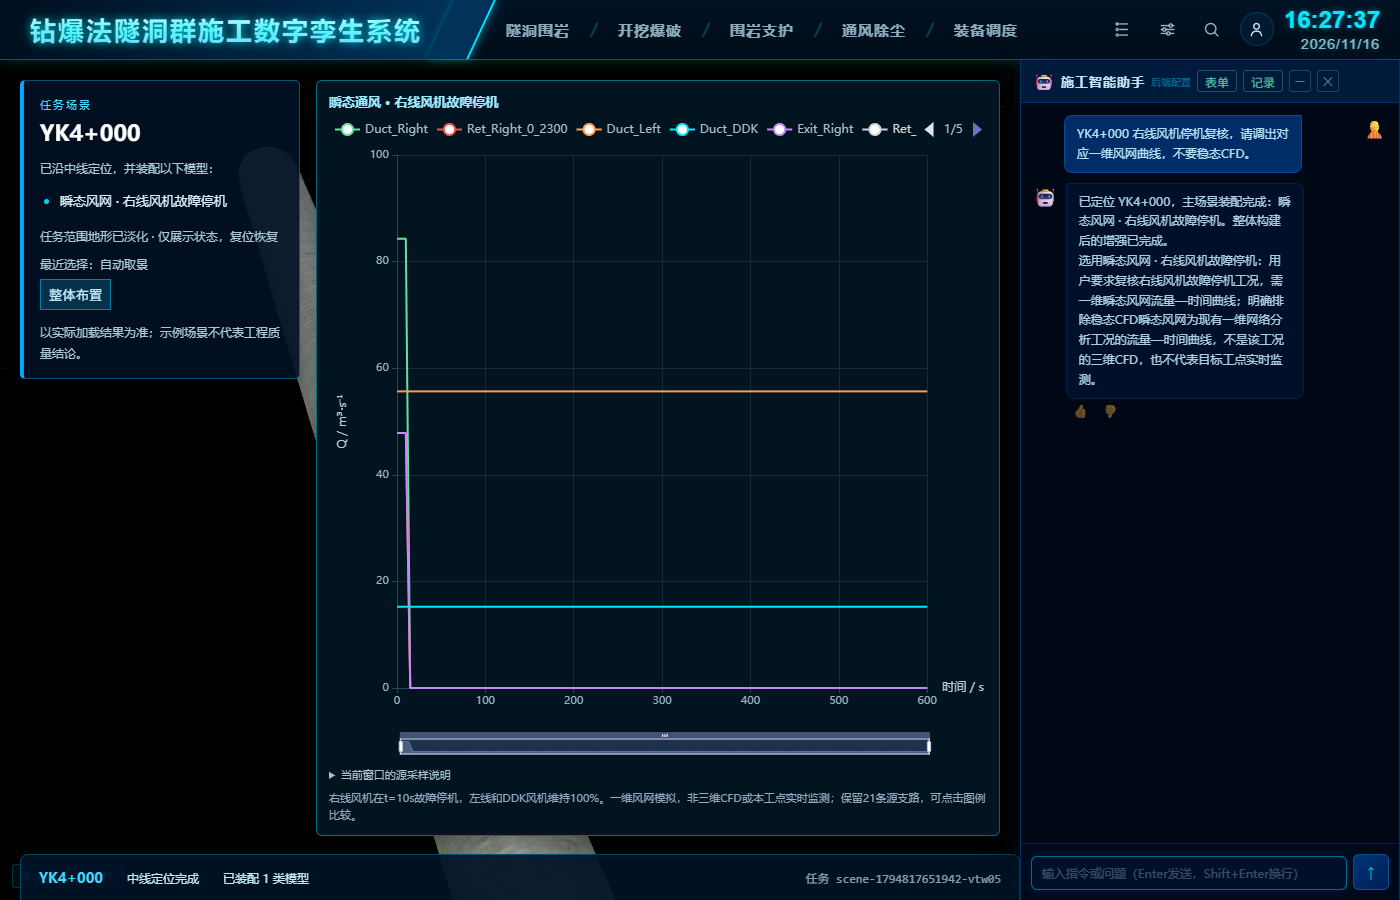 钻爆法隧洞群施工数字孪生系统
隧洞围岩 / 开挖爆破 / 围岩支护 / 通风除尘 / 装备调度
16:27:37
2026/11/16
任务场景
YK4+000
已沿中线定位，并装配以下模型：
瞬态风网 · 右线风机故障停机
任务范围地形已淡化 · 仅展示状态，复位恢复
最近选择：自动取景
整体布置
以实际加载结果为准；示例场景不代表工程质
量结论。
瞬态通风 • 右线风机故障停机
Duct_Right Ret_Right_0_2300 Duct_Left Duct_DDK Exit_Right Ret_ 1/5
Q / m³·s⁻¹
100
80
60
40
20
0
0 100 200 300 400 500 600
时间 / s
当前窗口的源采样说明
右线风机在t=10s故障停机，左线和DDK风机维持100%。一维风网模拟，非三维CFD或本工点实时监测；保留21条源支路，可点击图例
比较。
施工智能助手 后端配置 表单 记录
YK4+000 右线风机停机复核，请调出对
应一维风网曲线，不要稳态CFD。
已定位 YK4+000，主场景装配完成：瞬
态风网 · 右线风机故障停机。整体构建
后的增强已完成。
选用瞬态风网 · 右线风机故障停机：用
户要求复核右线风机故障停机工况，需
一维瞬态风网流量—时间曲线；明确排
除稳态CFD瞬态风网为现有一维网络分
析工况的流量—时间曲线，不是该工况
的三维CFD，也不代表目标工点实时监
测。
YK4+000 中线定位完成 已装配 1 类模型
任务 scene-1794817651942-vtw05
输入指令或问题（Enter发送，Shift+Enter换行）